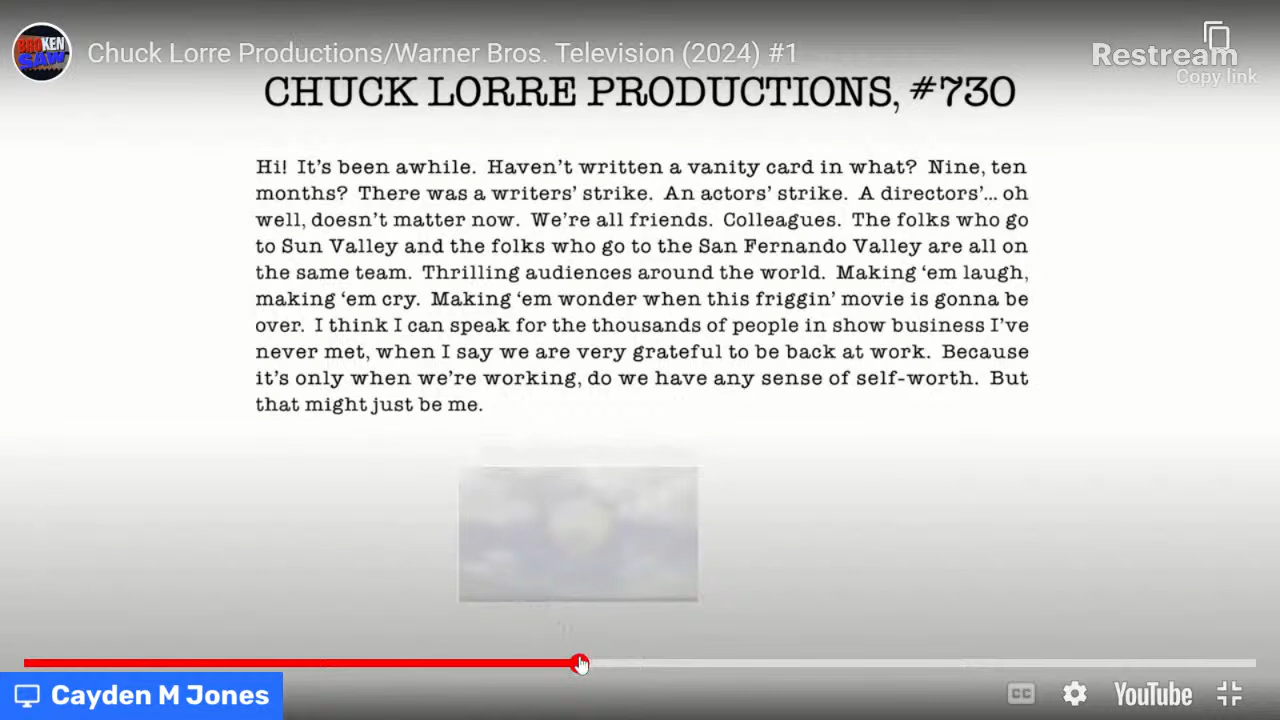 BROKEN
SAW
Chuck Lorre Productions/Warner Bros. Television (2024) #1
Restream
Copy link
CHUCK LORRE PRODUCTIONS, #730
Hi! It's been awhile. Haven't written a vanity card in what? Nine, ten
months? There was a writers' strike. An actors' strike. A directors'... oh
well, doesn't matter now. We're all friends. Colleagues. The folks who go
to Sun Valley and the folks who go to the San Fernando Valley are all on
the same team. Thrilling audiences around the world. Making 'em laugh,
making 'em cry. Making 'em wonder when this friggin' movie is gonna be
over. I think I can speak for the thousands of people in show business I've
never met, when I say we are very grateful to be back at work. Because
it's only when we're working, do we have any sense of self-worth. But
that might just be me.
Cayden M Jones
CC
YouTube